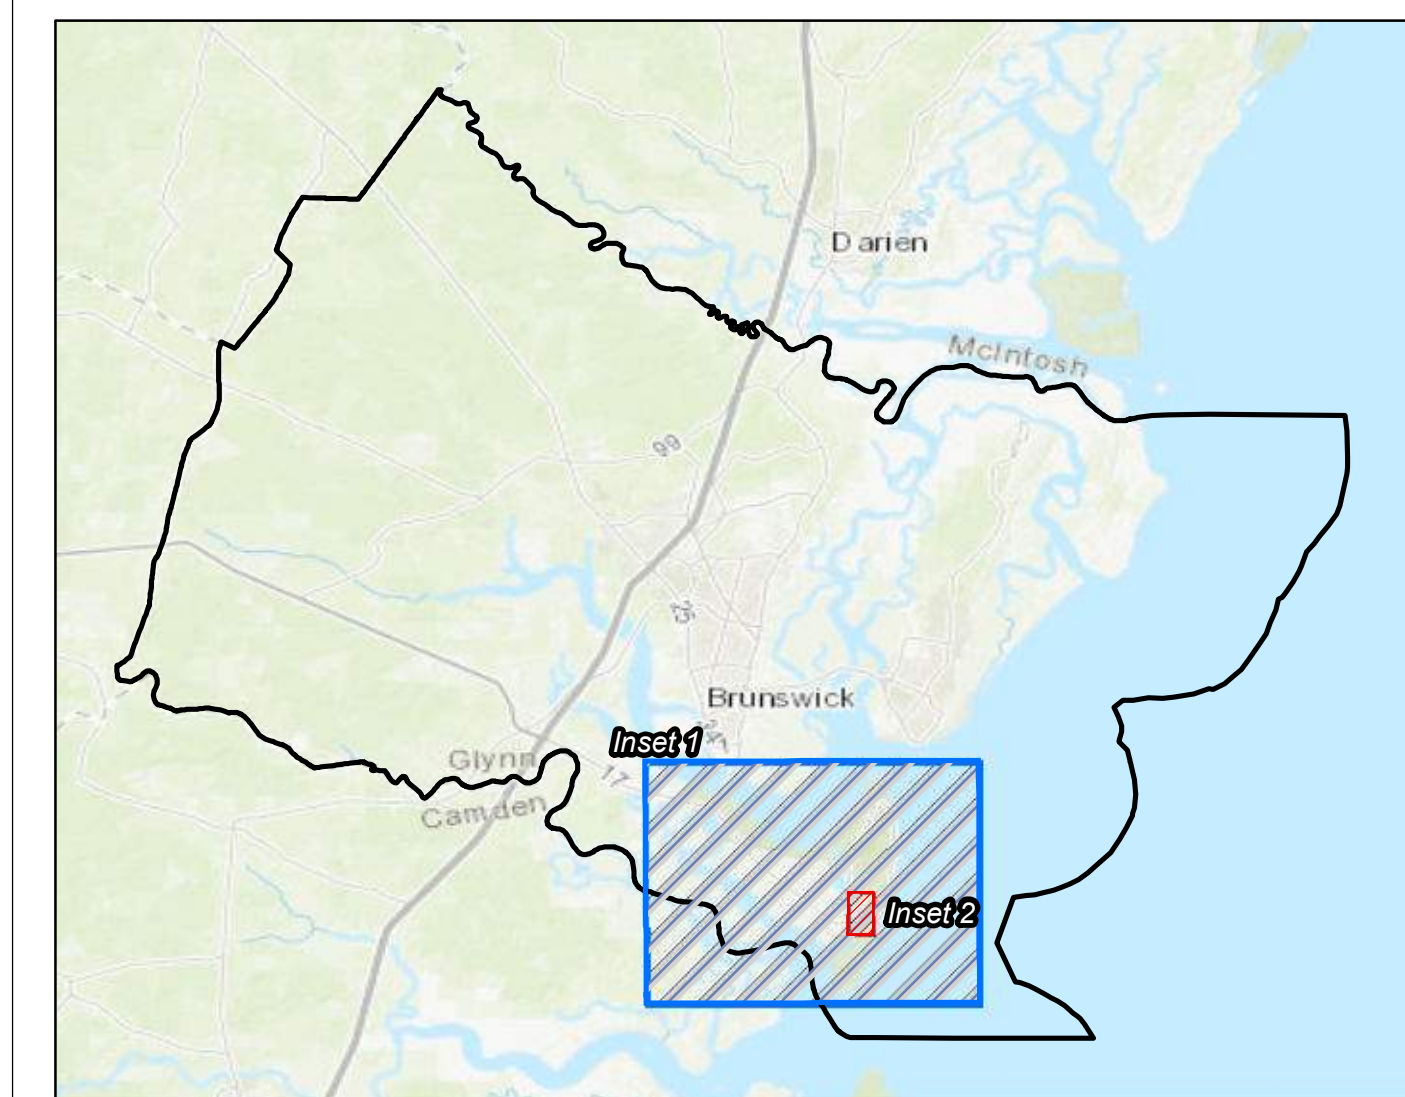 Darien
McIntosh
99
25
Brunswick
Inset 1
Glynn
17
Camden
Inset 2